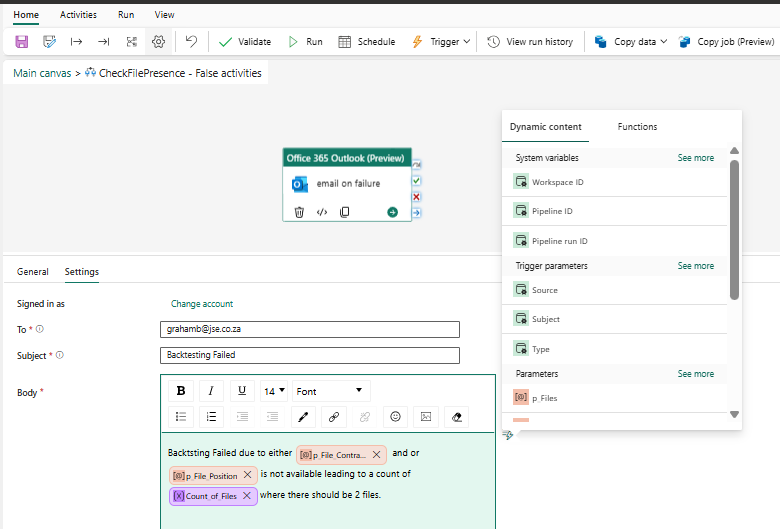 Home Activities Run View
Validate Run Schedule Trigger View run history Copy data Copy job (Preview)
Main canvas > CheckFilePresence - False activities
Office 365 Outlook (Preview)
email on failure
Dynamic content Functions
System variables See more
Workspace ID
Pipeline ID
Pipeline run ID
Trigger parameters See more
Source
Subject
Type
Parameters See more
p_Files
General Settings
Signed in as Change account
To * grahamb@jse.co.za
Subject * Backtesting Failed
Body *
B I U 14 Font
Backtsting Failed due to either [@]p_File_Contra... and or
[@]p_File_Position is not available leading to a count of
[X]Count_of_Files where there should be 2 files.